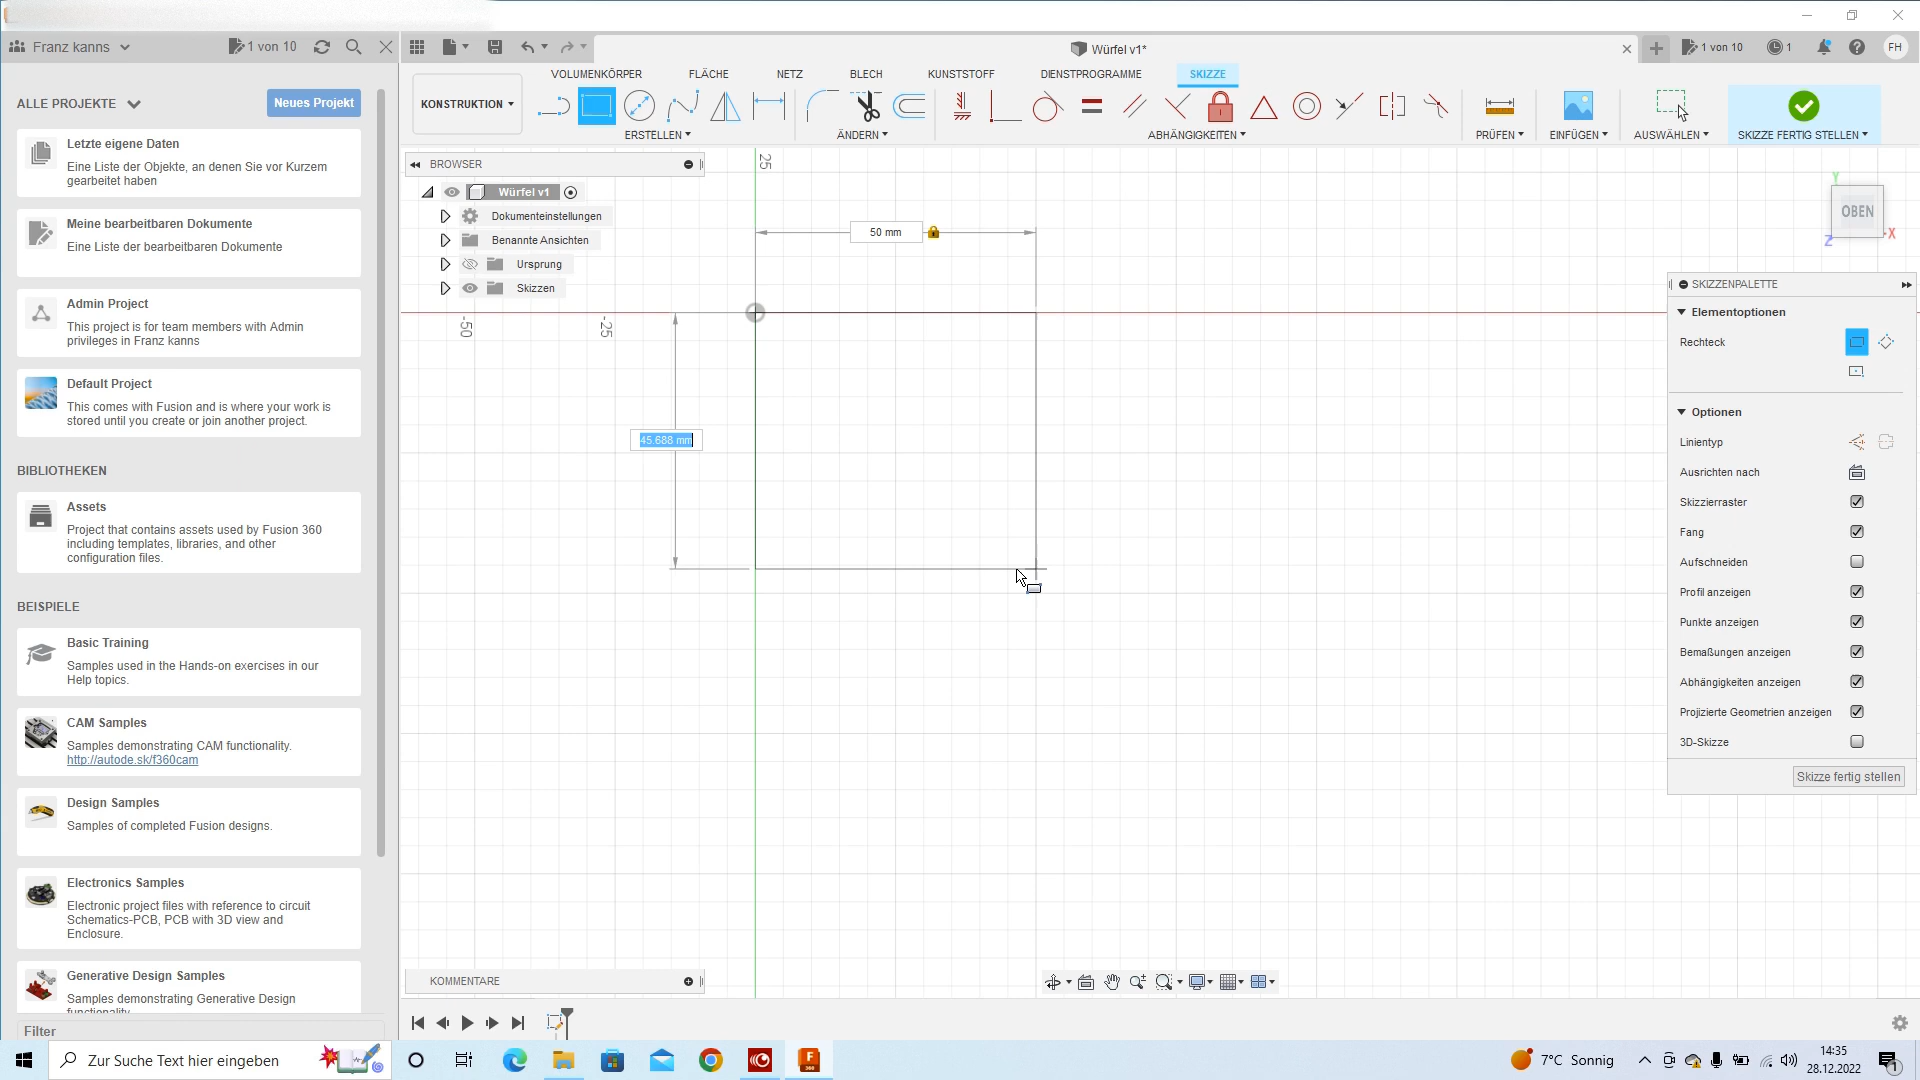 Franz kanns
1 von 10
Würfel v1*
1 von 10
1
FH
ALLE PROJEKTE
Neues Projekt
Letzte eigene Daten
Eine Liste der Objekte, an denen Sie vor Kurzem
gearbeitet haben
Meine bearbeitbaren Dokumente
Eine Liste der bearbeitbaren Dokumente
Admin Project
This project is for team members with Admin
privileges in Franz kanns
Default Project
This comes with Fusion and is where your work is
stored until you create or join another project.
BIBLIOTHEKEN
Assets
Project that contains assets used by Fusion 360
including templates, libraries, and other
configuration files.
BEISPIELE
Basic Training
Samples used in the Hands-on exercises in our
Help topics.
CAM Samples
Samples demonstrating CAM functionality.
http://autode.sk/f360cam
Design Samples
Samples of completed Fusion designs.
Electronics Samples
Electronic project files with reference to circuit
Schematics-PCB, PCB with 3D view and
Enclosure.
Generative Design Samples
Samples demonstrating Generative Design
functionality
Filter
KONSTRUKTION
VOLUMENKÖRPER
FLÄCHE
NETZ
BLECH
KUNSTSTOFF
DIENSTPROGRAMME
SKIZZE
ERSTELLEN
ÄNDERN
ABHÄNGIGKEITEN
PRÜFEN
EINFÜGEN
AUSWÄHLEN
SKIZZE FERTIG STELLEN
BROWSER
Würfel v1
Dokumenteinstellungen
Benannte Ansichten
Ursprung
Skizzen
25
50 mm
-50
-25
45.688 mm
Y
OBEN
Z
X
SKIZZENPALETTE
Elementoptionen
Rechteck
Optionen
Linientyp
Ausrichten nach
Skizzierraster
Fang
Aufschneiden
Profil anzeigen
Punkte anzeigen
Bemaßungen anzeigen
Abhängigkeiten anzeigen
Projizierte Geometrien anzeigen
3D-Skizze
Skizze fertig stellen
KOMMENTARE
Zur Suche Text hier eingeben
F
360
7°C Sonnig
14:35
28.12.2022
1